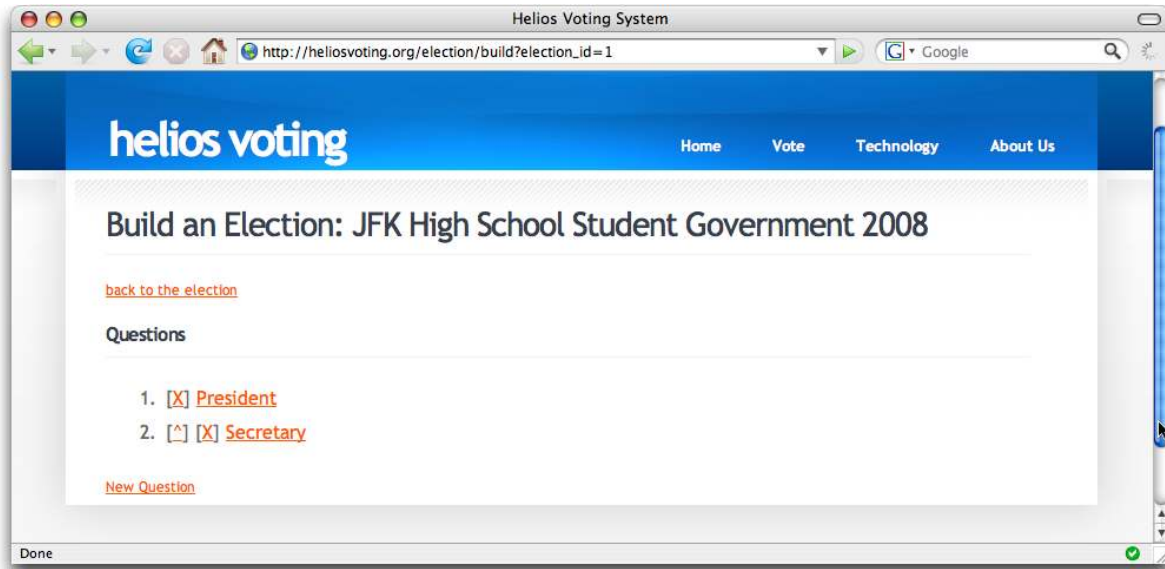 Helios Voting System
http://heliosvoting.org/election/build?election_id=1
G Google
helios voting
Home Vote Technology About Us
Build an Election: JFK High School Student Government 2008
back to the election
Questions
1. [X] President
2. [^] [X] Secretary
New Question
Done